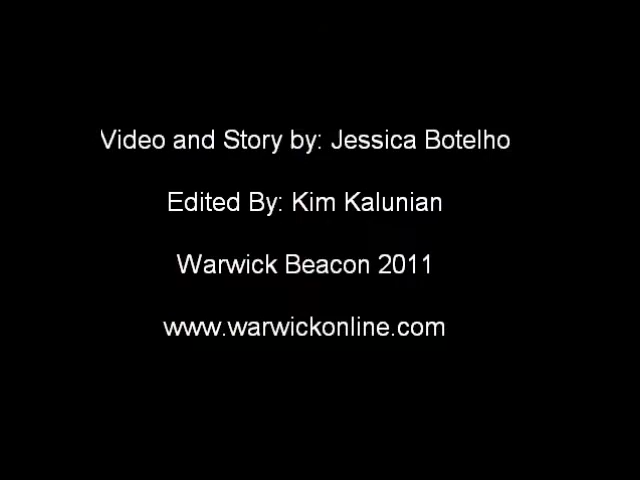 Video and Story by: Jessica Botelho
Edited By: Kim Kalunian
Warwick Beacon 2011
www.warwickonline.com